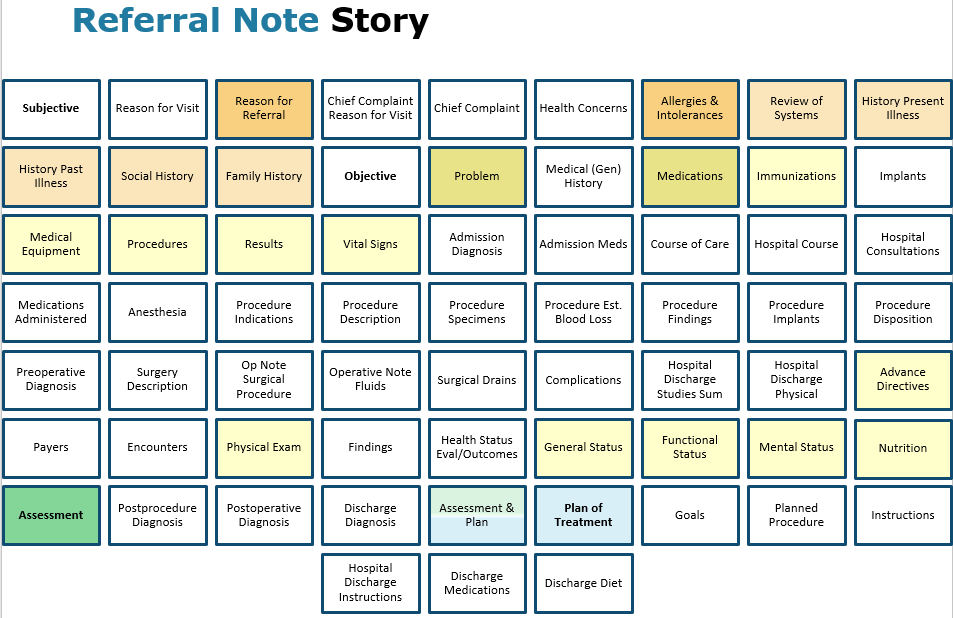 Referral Note Story
Subjective
Reason for Visit
Reason for
Referral
Chief Complaint
Reason for Visit
Chief Complaint
Health Concerns
Allergies &
Intolerances
Review of
Systems
History Present
Illness
History Past
Illness
Social History
Family History
Objective
Problem
Medical (Gen)
History
Medications
Immunizations
Implants
Medical
Equipment
Procedures
Results
Vital Signs
Admission
Diagnosis
Admission Meds
Course of Care
Hospital Course
Hospital
Consultations
Medications
Administered
Anesthesia
Procedure
Indications
Procedure
Description
Procedure
Specimens
Procedure Est.
Blood Loss
Procedure
Findings
Procedure
Implants
Procedure
Disposition
Preoperative
Diagnosis
Surgery
Description
Op Note
Surgical
Procedure
Operative Note
Fluids
Surgical Drains
Complications
Hospital
Discharge
Studies Sum
Hospital
Discharge
Physical
Advance
Directives
Payers
Encounters
Physical Exam
Findings
Health Status
Eval/Outcomes
General Status
Functional
Status
Mental Status
Nutrition
Assessment
Postprocedure
Diagnosis
Postoperative
Diagnosis
Discharge
Diagnosis
Assessment &
Plan
Plan of
Treatment
Goals
Planned
Procedure
Instructions
Hospital
Discharge
Instructions
Discharge
Medications
Discharge Diet